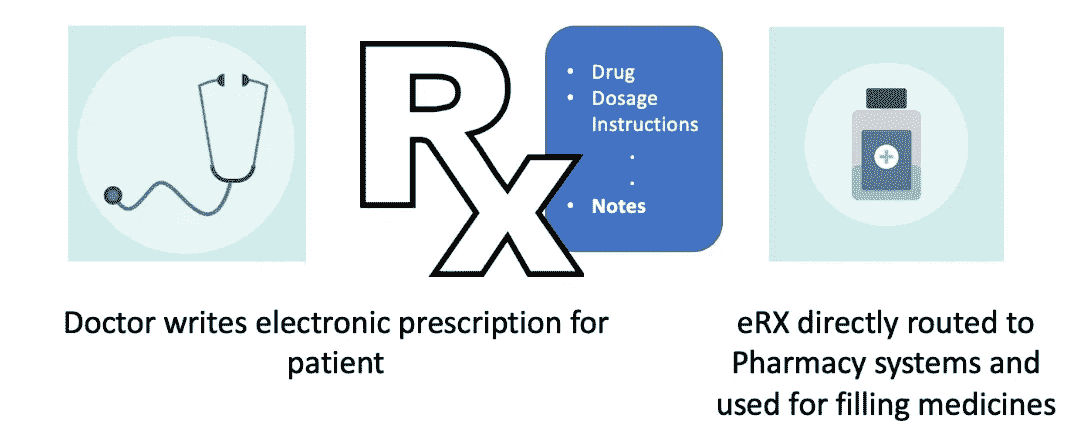 Rx
• Drug
• Dosage
Instructions
.
.
• Notes
Doctor writes electronic prescription for
patient
eRX directly routed to
Pharmacy systems and
used for filling medicines